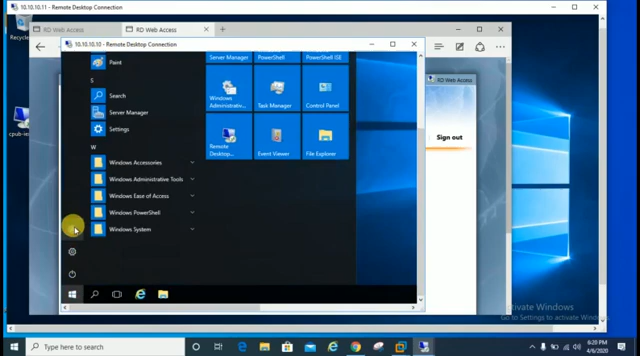 10.10.10.11 - Remote Desktop Connection
RD Web Access
RD Web Access
10.10.10.10 - Remote Desktop Connection
Server Manager
PowerShell
PowerShell ISE
Paint
S
Search
Server Manager
Settings
Windows
Administrativ...
Task Manager
Control Panel
Remote
Desktop...
Event Viewer
File Explorer
W
Windows Accessories
Windows Administrative Tools
Windows Ease of Access
Windows PowerShell
Windows System
RD Web Access
Sign out
Recycle
Activate Windows
Go to Settings to activate Windows
Type here to search
8:20 PM
4/6/2020